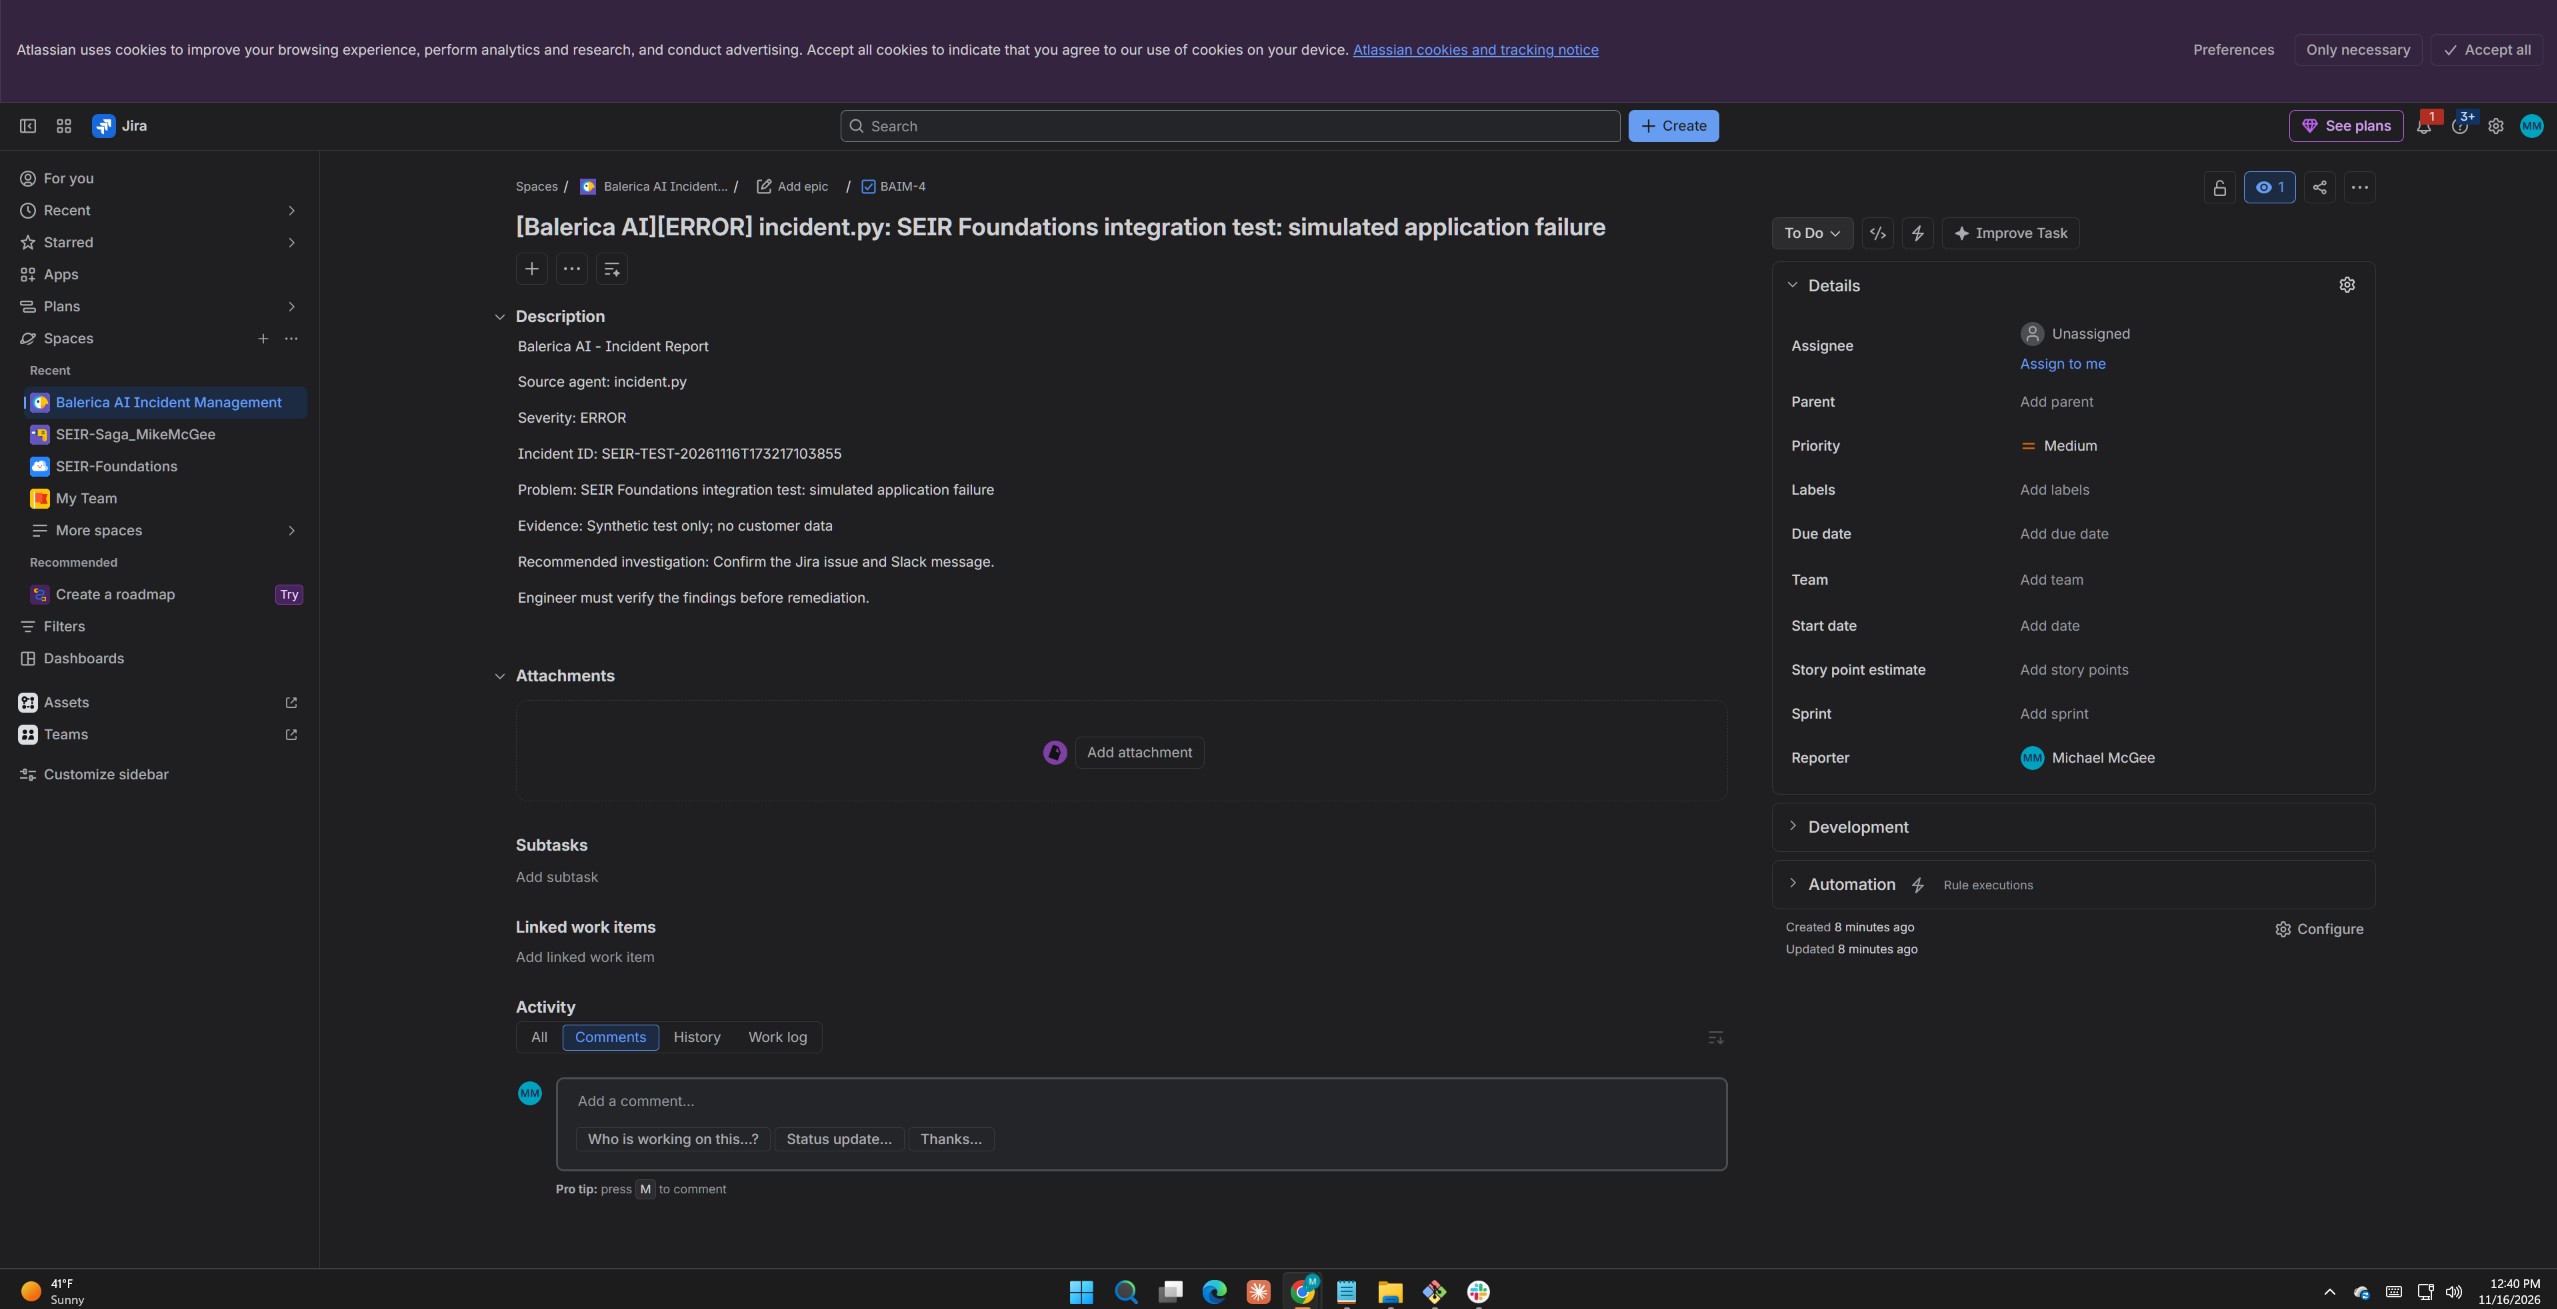 Atlassian uses cookies to improve your browsing experience, perform analytics and research, and conduct advertising. Accept all cookies to indicate that you agree to our use of cookies on your device. Atlassian cookies and tracking notice
Preferences
Only necessary
Accept all
Jira
Search
Create
See plans
1
3+
MM
For you
Recent
Starred
Apps
Plans
Spaces
Recent
Balerica AI Incident Management
SEIR-Saga_MikeMcGee
SEIR-Foundations
My Team
More spaces
Recommended
Create a roadmap
Try
Filters
Dashboards
Assets
Teams
Customize sidebar
Spaces / Balerica AI Incident... / Add epic / BAIM-4
[Balerica AI][ERROR] incident.py: SEIR Foundations integration test: simulated application failure
Description
Balerica AI - Incident Report
Source agent: incident.py
Severity: ERROR
Incident ID: SEIR-TEST-20261116T173217103855
Problem: SEIR Foundations integration test: simulated application failure
Evidence: Synthetic test only; no customer data
Recommended investigation: Confirm the Jira issue and Slack message.
Engineer must verify the findings before remediation.
Attachments
Add attachment
Subtasks
Add subtask
Linked work items
Add linked work item
Activity
All
Comments
History
Work log
MM
Add a comment...
Who is working on this...?
Status update...
Thanks...
Pro tip: press M to comment
1
To Do
Improve Task
Details
Assignee
Unassigned
Assign to me
Parent
Add parent
Priority
Medium
Labels
Add labels
Due date
Add due date
Team
Add team
Start date
Add date
Story point estimate
Add story points
Sprint
Add sprint
Reporter
MM Michael McGee
Development
Automation
Rule executions
Created 8 minutes ago
Updated 8 minutes ago
Configure
41°F
Sunny
M
12:40 PM
11/16/2026